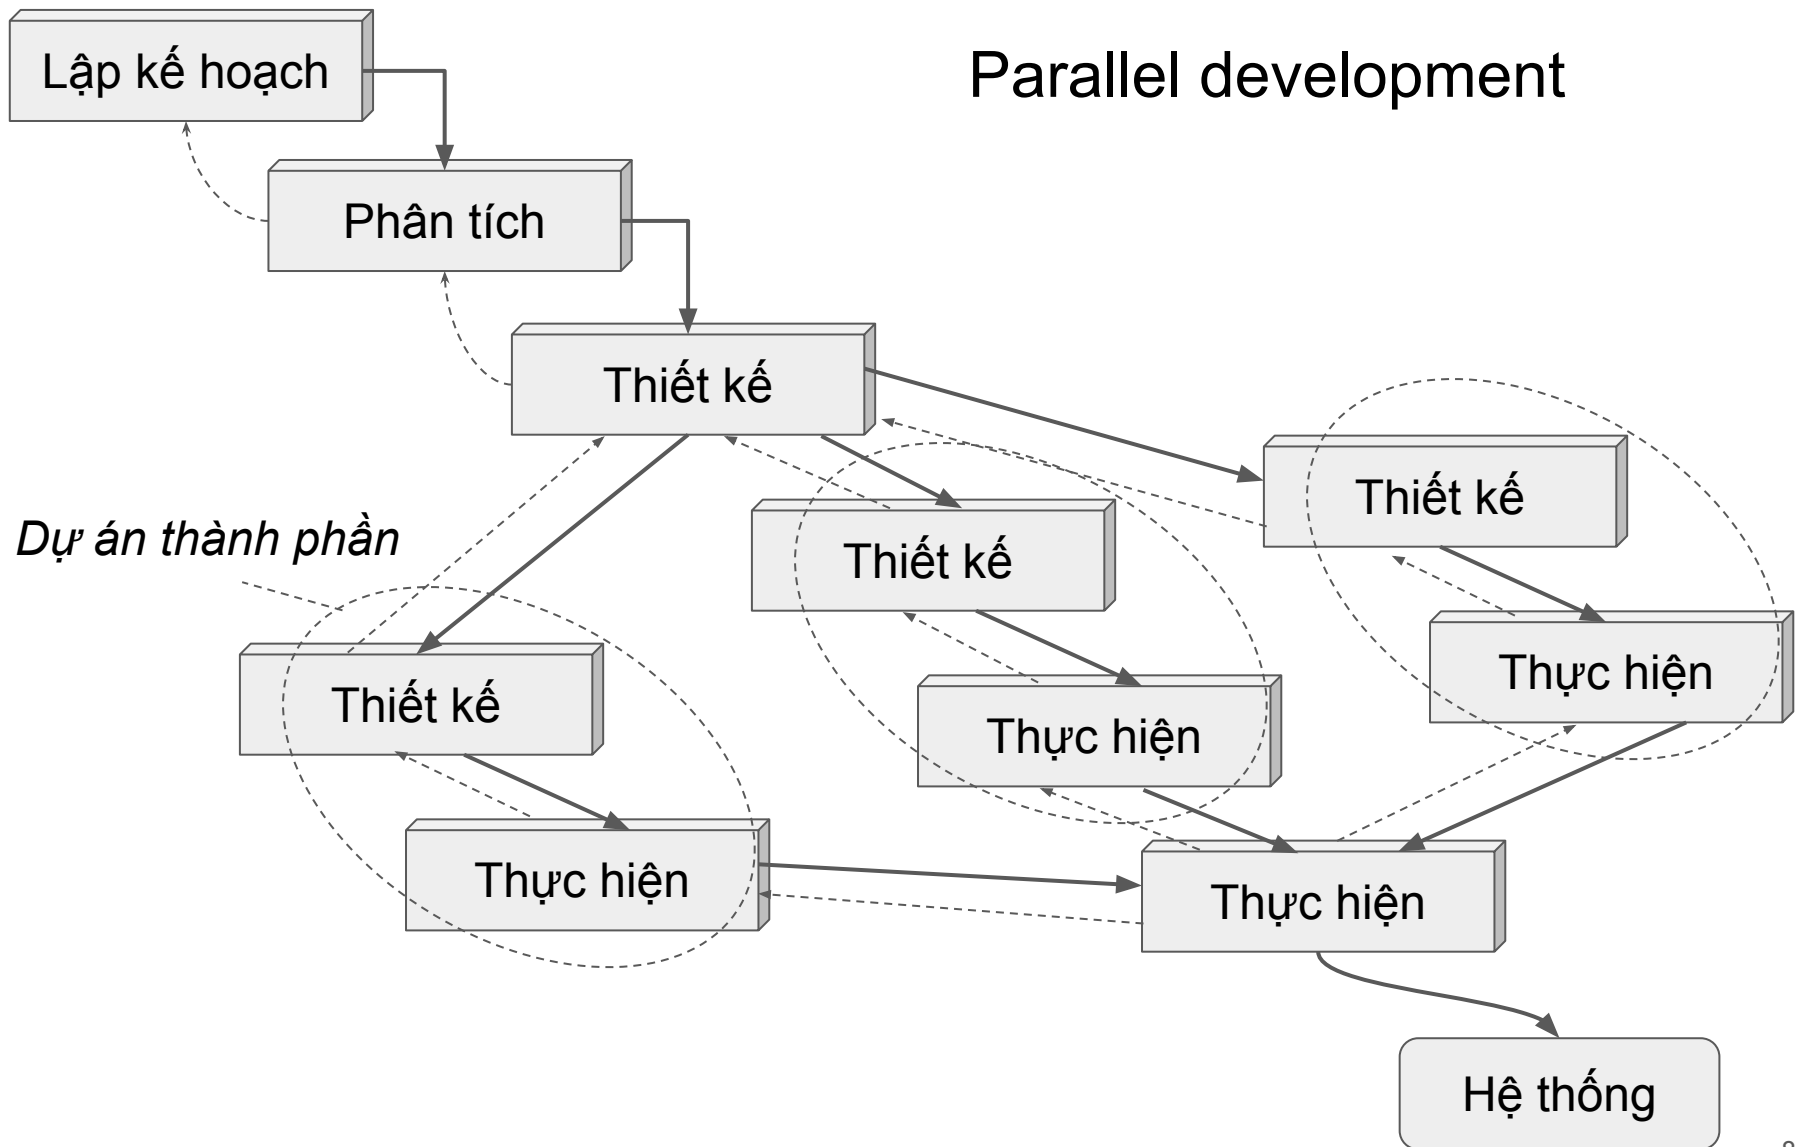 Lập kế hoạch
Parallel development
Phân tích
Thiết kế
Thiết kế
Dự án thành phần
Thiết kế
Thực hiện
Thiết kế
Thực hiện
Thực hiện
Thực hiện
Hệ thống